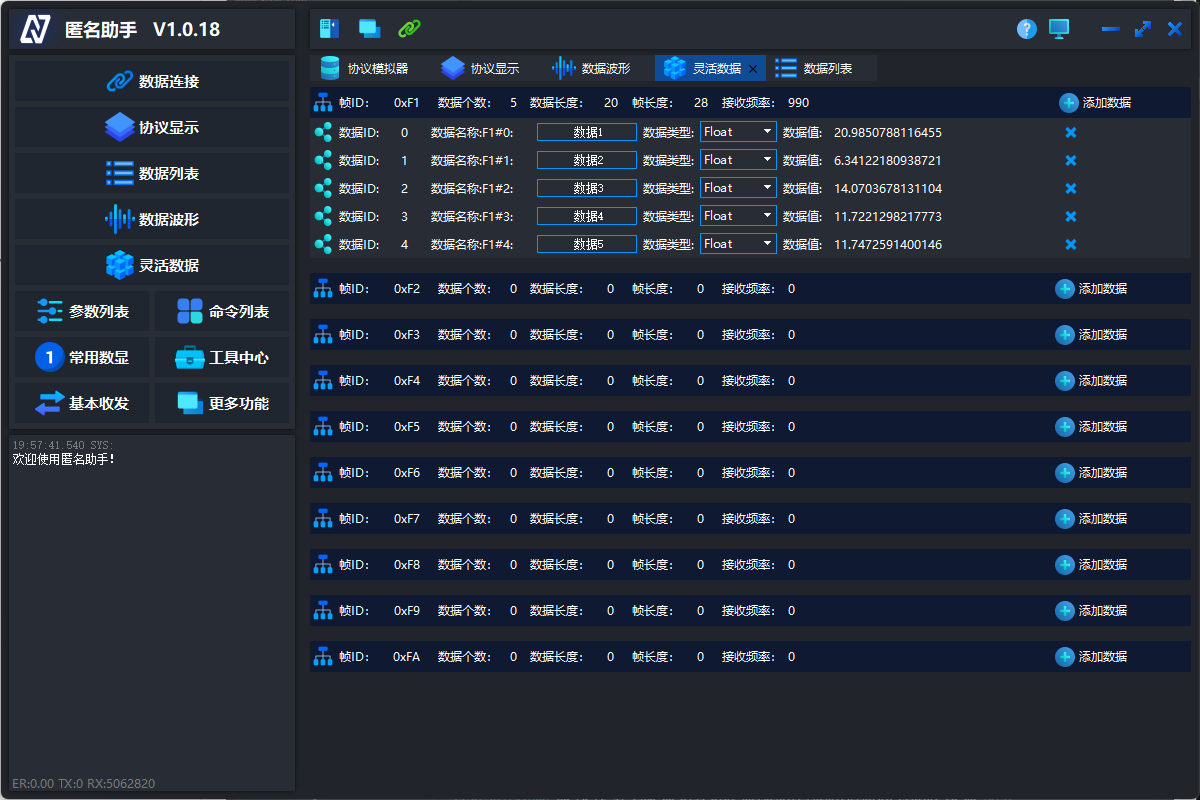 匿名助手 V1.0.18
数据连接
协议显示
数据列表
数据波形
灵活数据
参数列表 命令列表
1 常用数显 工具中心
基本收发 更多功能
19:57:41.540 SYS:
欢迎使用匿名助手!
ER:0.00 TX:0 RX:5062820
?
协议模拟器 协议显示 数据波形 灵活数据 数据列表
帧ID: 0xF1 数据个数: 5 数据长度: 20 帧长度: 28 接收频率: 990 添加数据
数据ID: 0 数据名称:F1#0: 数据1 数据类型: Float 数据值: 20.9850788116455
数据ID: 1 数据名称:F1#1: 数据2 数据类型: Float 数据值: 6.34122180938721
数据ID: 2 数据名称:F1#2: 数据3 数据类型: Float 数据值: 14.0703678131104
数据ID: 3 数据名称:F1#3: 数据4 数据类型: Float 数据值: 11.7221298217773
数据ID: 4 数据名称:F1#4: 数据5 数据类型: Float 数据值: 11.7472591400146
帧ID: 0xF2 数据个数: 0 数据长度: 0 帧长度: 0 接收频率: 0 添加数据
帧ID: 0xF3 数据个数: 0 数据长度: 0 帧长度: 0 接收频率: 0 添加数据
帧ID: 0xF4 数据个数: 0 数据长度: 0 帧长度: 0 接收频率: 0 添加数据
帧ID: 0xF5 数据个数: 0 数据长度: 0 帧长度: 0 接收频率: 0 添加数据
帧ID: 0xF6 数据个数: 0 数据长度: 0 帧长度: 0 接收频率: 0 添加数据
帧ID: 0xF7 数据个数: 0 数据长度: 0 帧长度: 0 接收频率: 0 添加数据
帧ID: 0xF8 数据个数: 0 数据长度: 0 帧长度: 0 接收频率: 0 添加数据
帧ID: 0xF9 数据个数: 0 数据长度: 0 帧长度: 0 接收频率: 0 添加数据
帧ID: 0xFA 数据个数: 0 数据长度: 0 帧长度: 0 接收频率: 0 添加数据